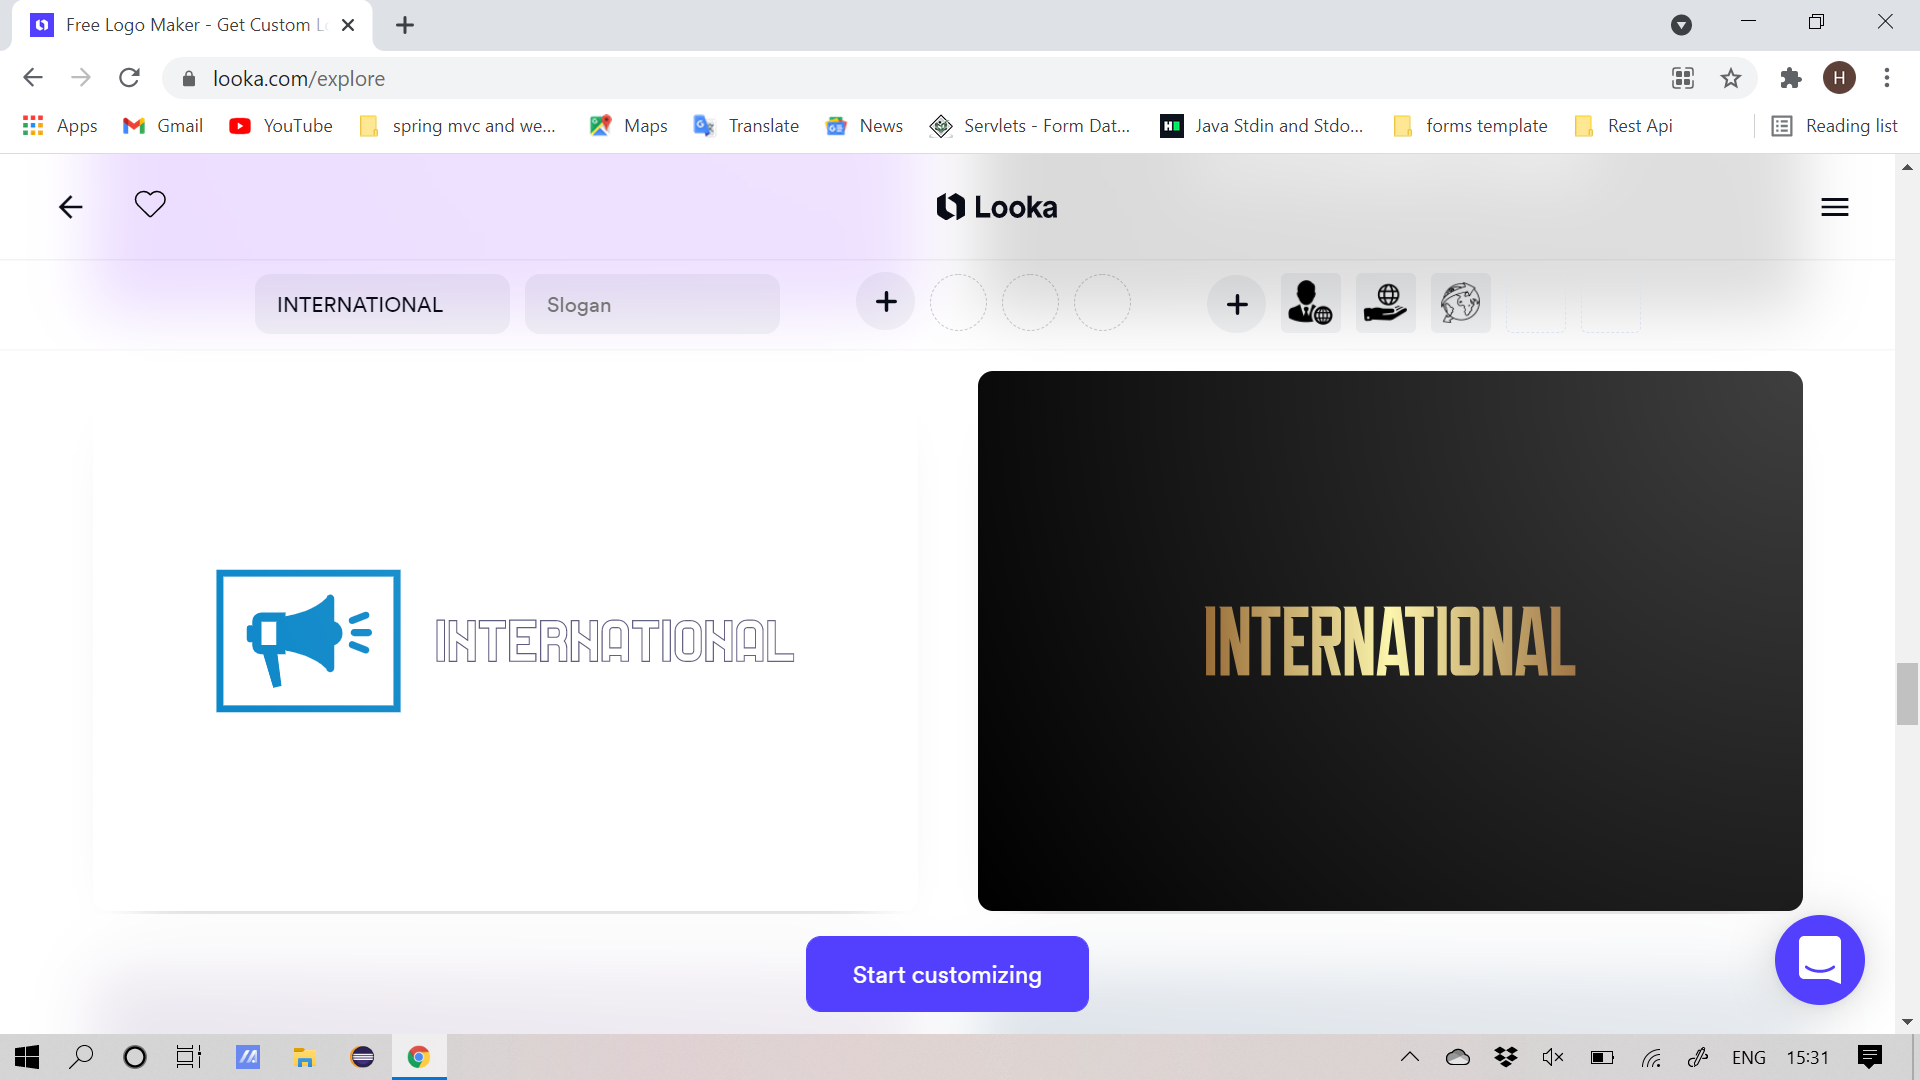 Free Logo Maker - Get Custom L
looka.com/explore
H
Apps
Gmail
YouTube
spring mvc and we...
Maps
Translate
News
Servlets - Form Dat...
Java Stdin and Stdo...
forms template
Rest Api
Reading list
Looka
INTERNATIONAL
Slogan
INTERNATIONAL
INTERNATIONAL
Start customizing
ENG
15:31